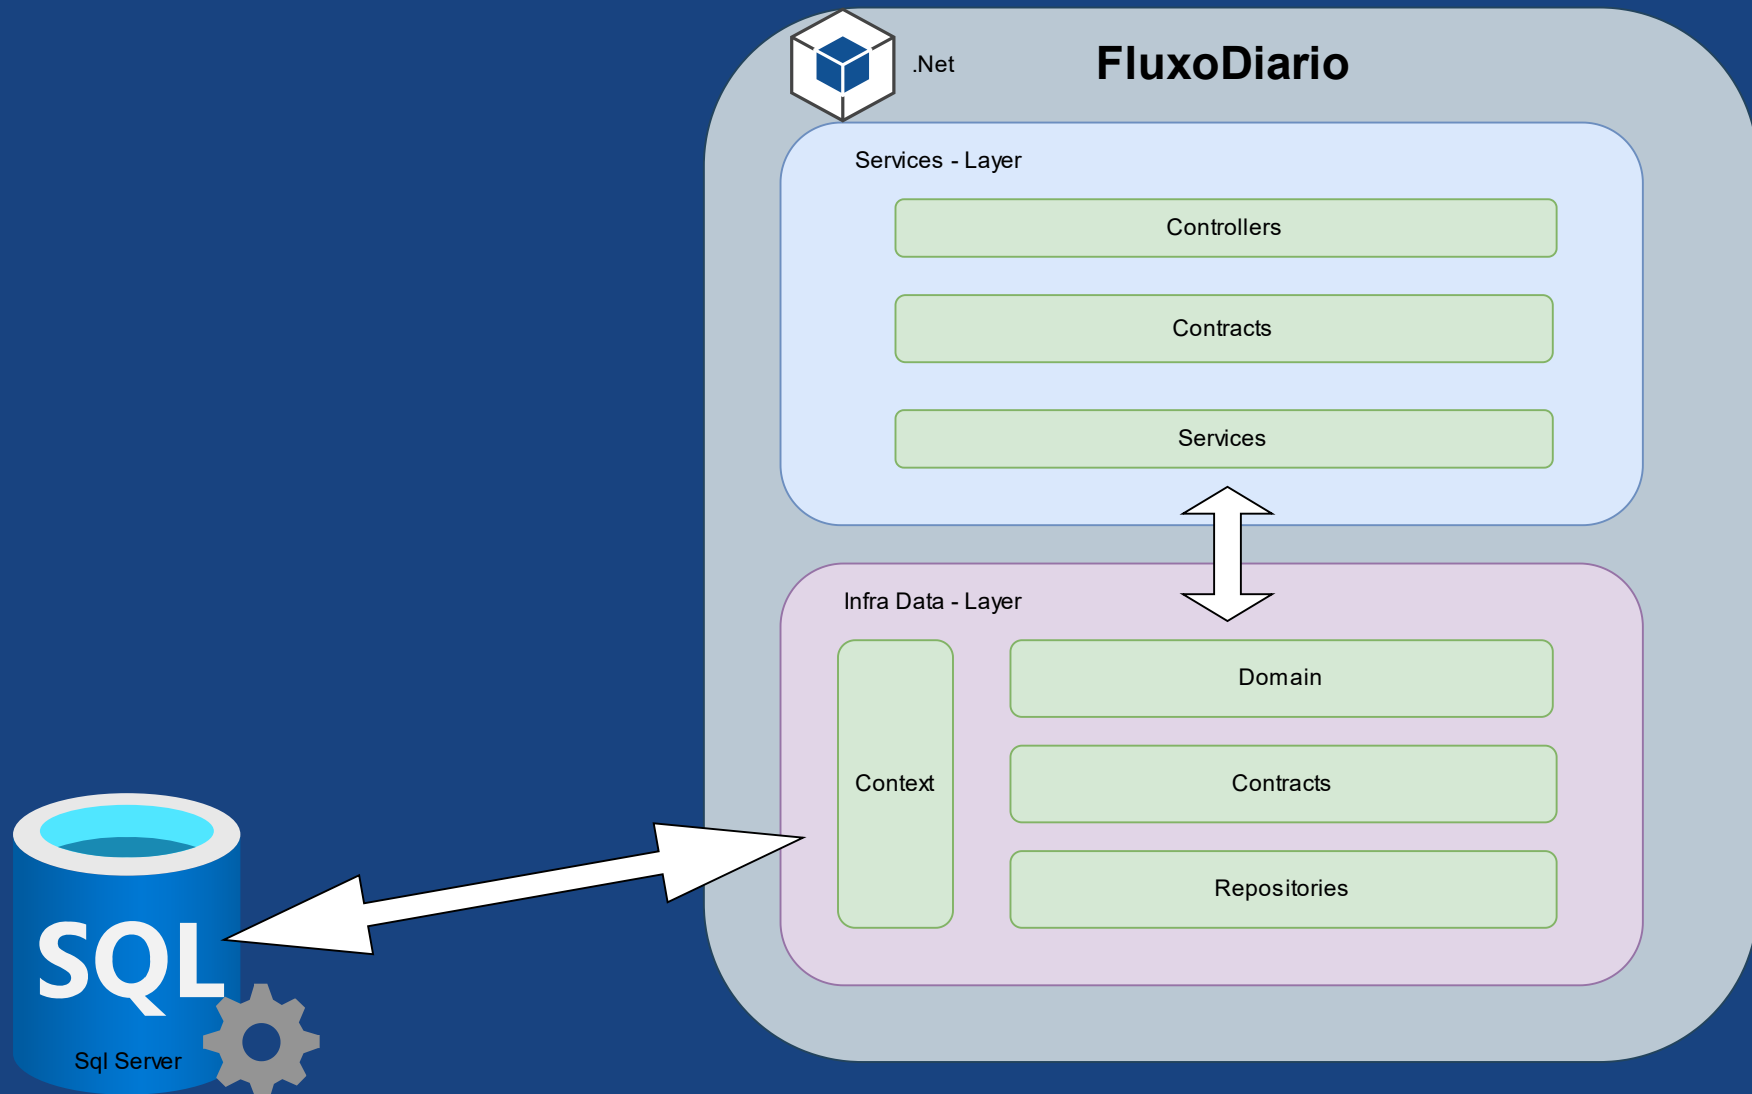 .Net
FluxoDiario
Services - Layer
Controllers
Contracts
Services
Infra Data - Layer
Context
Domain
Contracts
Repositories
SQL
Sql Server